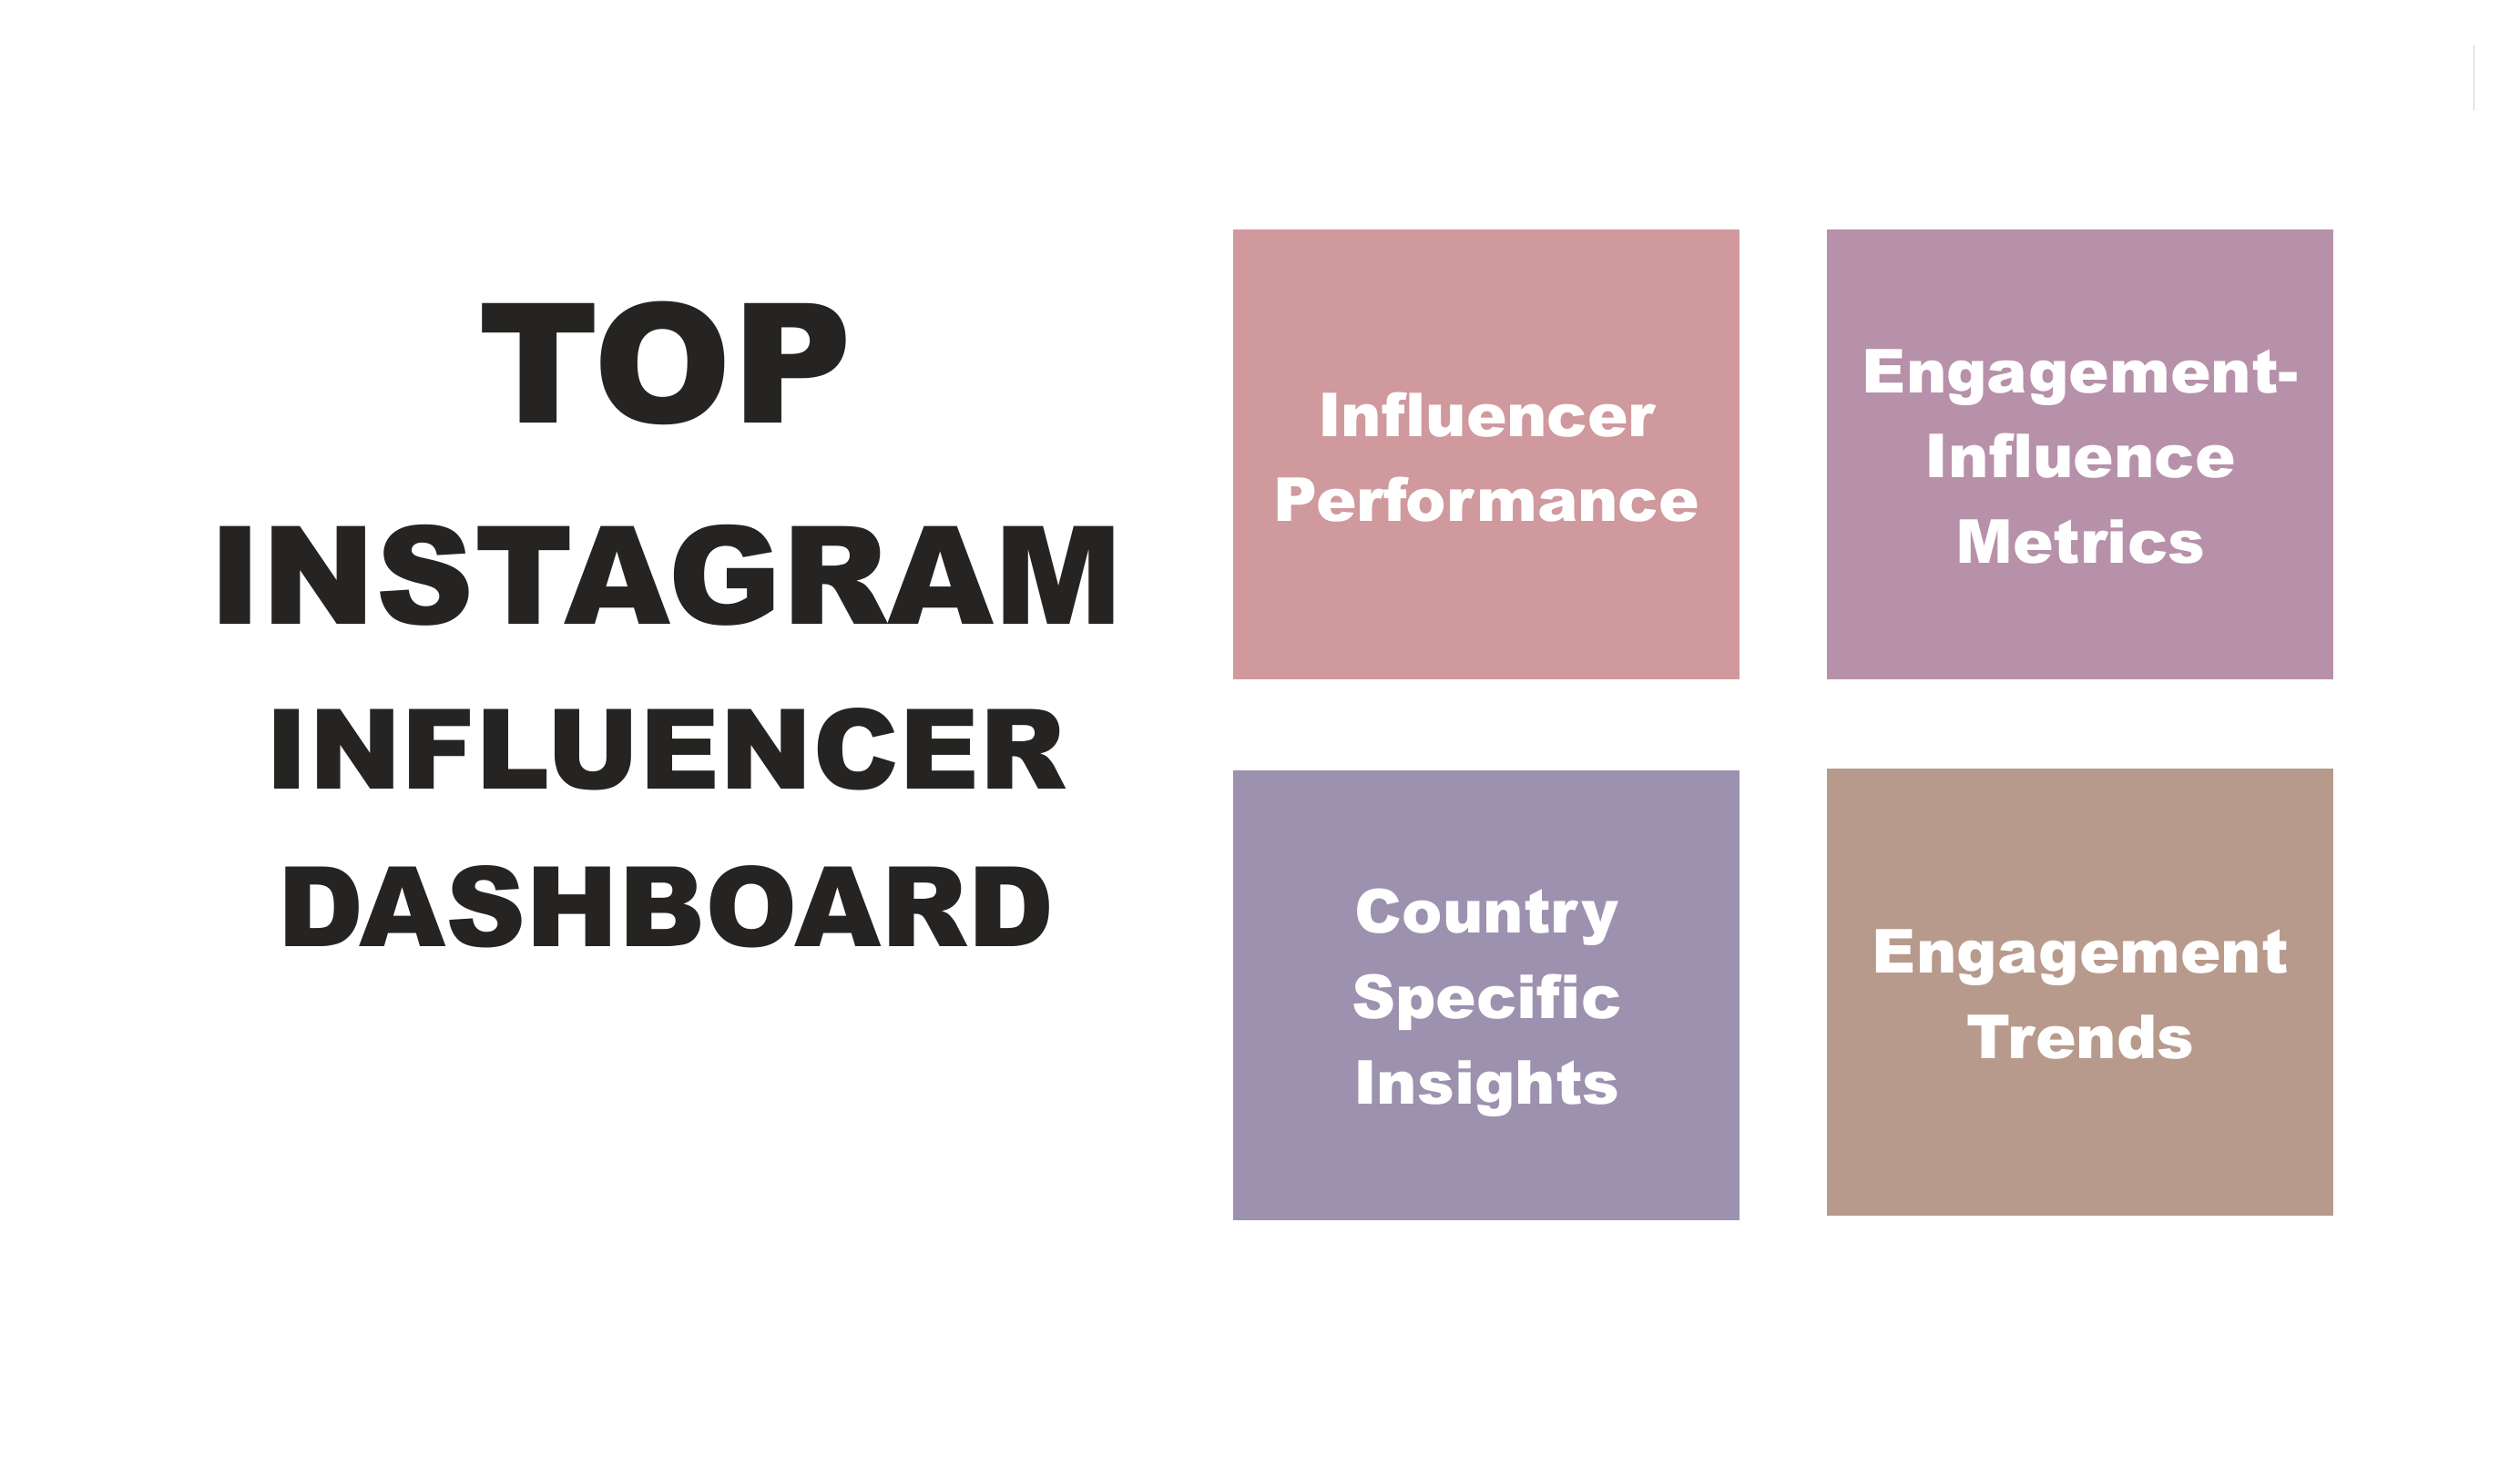 TOP
INSTAGRAM
INFLUENCER
DASHBOARD
Influencer
Performance
Engagement-
Influence
Metrics
Country
Specific
Insights
Engagement
Trends